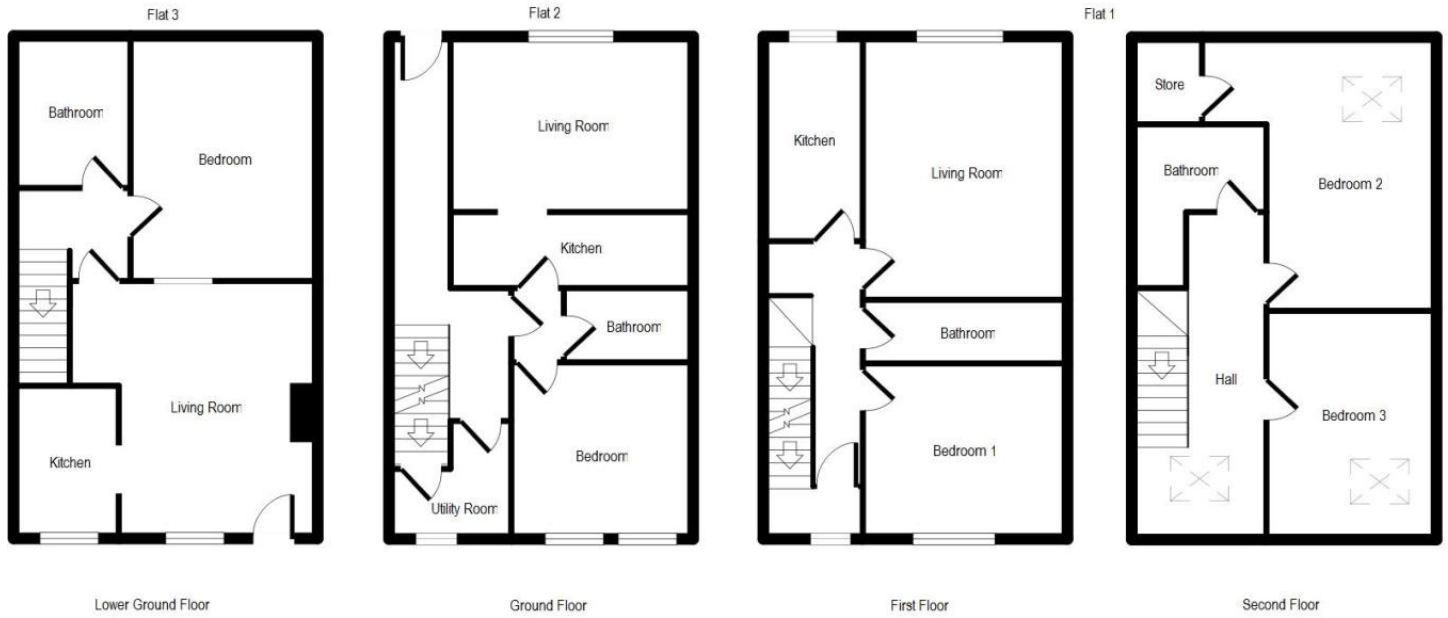 Flat 3
Flat 2
Flat 1
Bathroom
Bedroom
Living Room
Kitchen
Living Room
Kitchen
Bathroom
Bedroom
Utility Room
N
N
Kitchen
Living Room
Bathroom
Bedroom 1
N
N
Store
Bathroom
Bedroom 2
Hall
Bedroom 3
Lower Ground Floor
Ground Floor
First Floor
Second Floor